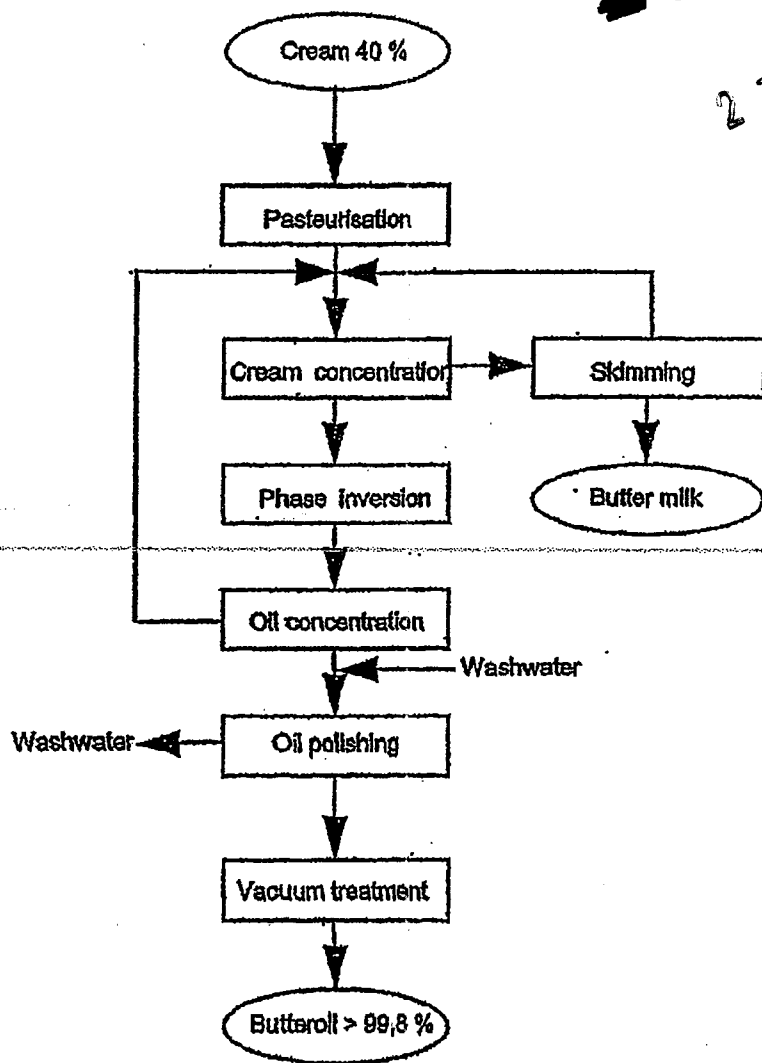 2
Cream 40 %
Pasteurisation
Cream concentration
Skimming
Phase inversion
Butter milk
Oil concentration
Washwater
Washwater
Oil polishing
Vacuum treatment
Butteroil > 99,8 %